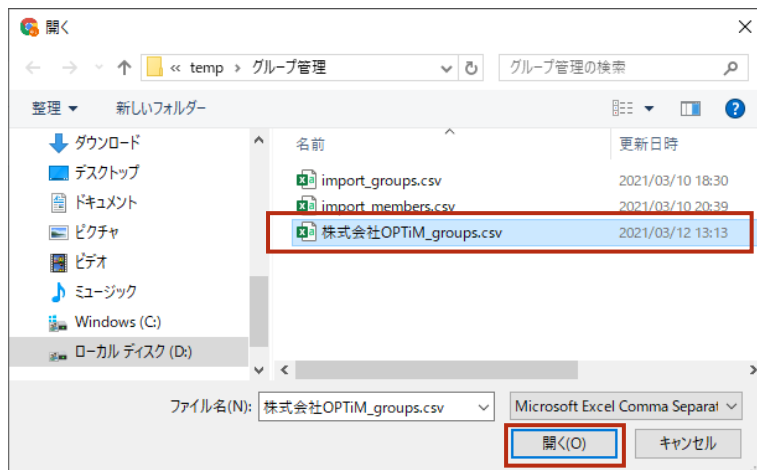 開く
« temp › グループ管理
グループ管理の検索
整理
新しいフォルダー
名前
更新日時
ダウンロード
デスクトップ
ドキュメント
ピクチャ
ビデオ
ミュージック
Windows (C:)
ローカル ディスク (D:)
import_groups.csv 2021/03/10 18:30
import_members.csv 2021/03/10 20:39
株式会社OPTiM_groups.csv 2021/03/12 13:13
ファイル名(N): 株式会社OPTiM_groups.csv
Microsoft Excel Comma Separat
開く(O)
キャンセル